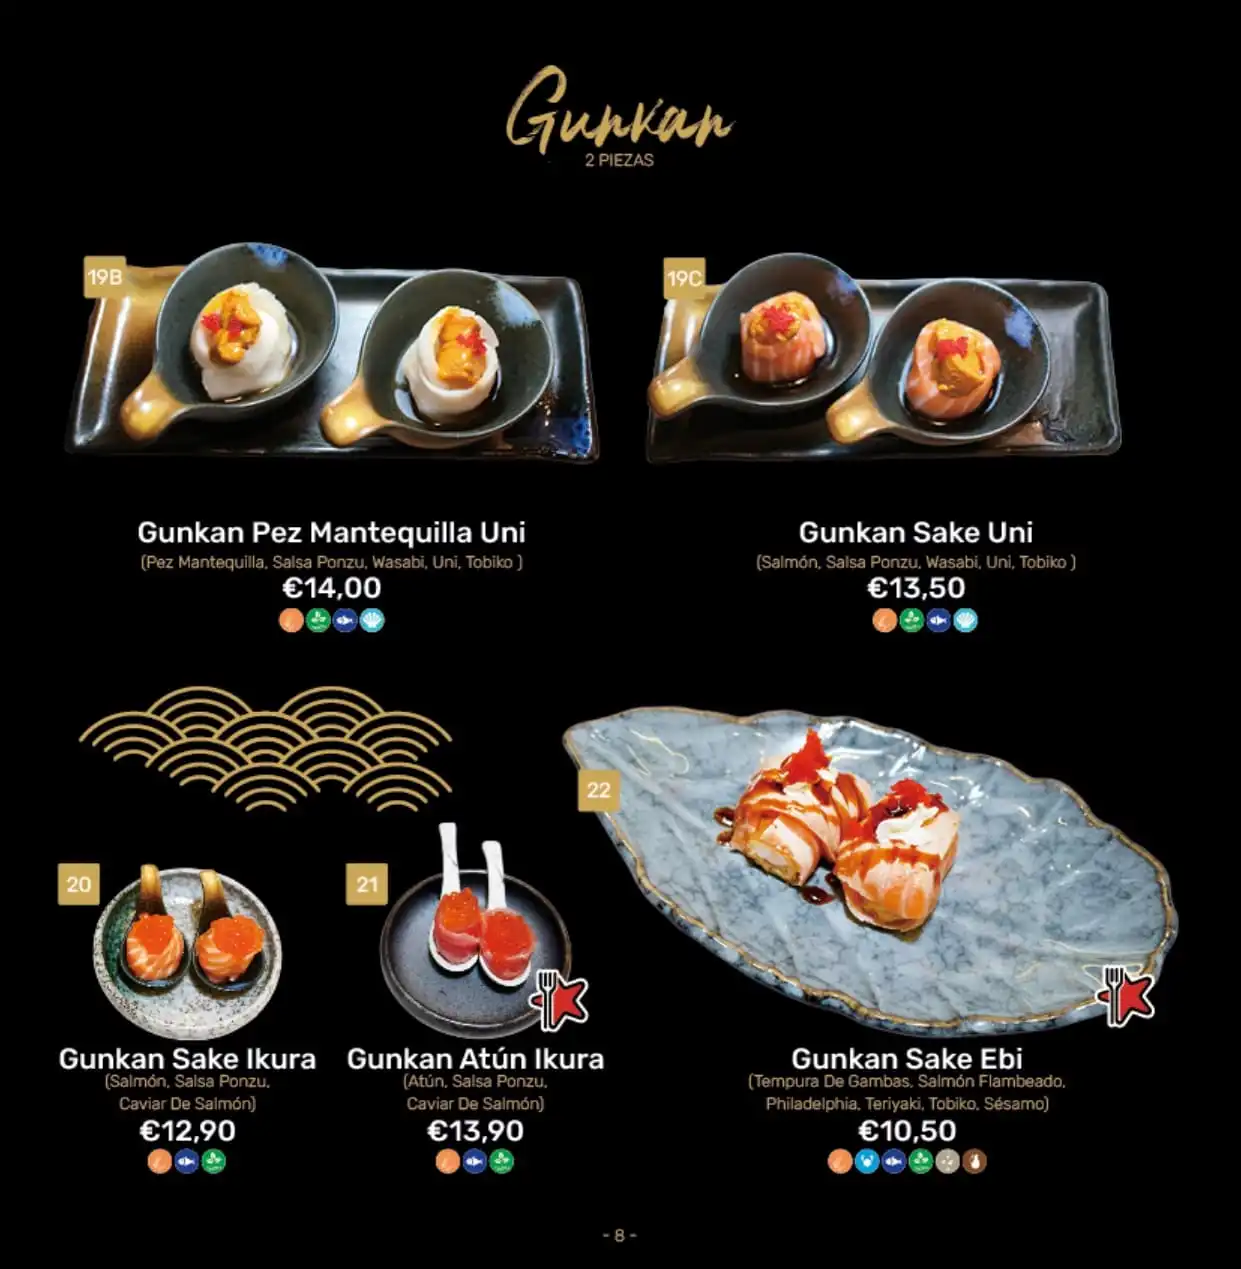 Gunkan
2 PIEZAS
19B
19C
Gunkan Pez Mantequilla Uni
(Pez Mantequilla, Salsa Ponzu, Wasabi, Uni, Tobiko )
€14,00
Gunkan Sake Uni
(Salmón, Salsa Ponzu, Wasabi, Uni, Tobiko )
€13,50
20
Gunkan Sake Ikura
(Salmón, Salsa Ponzu,
Caviar De Salmón)
€12,90
21
Gunkan Atún Ikura
(Atún, Salsa Ponzu,
Caviar De Salmón)
€13,90
22
Gunkan Sake Ebi
(Tempura De Gambas, Salmón Flambeado,
Philadelphia, Teriyaki, Tobiko, Sésamo)
€10,50
- 8 -